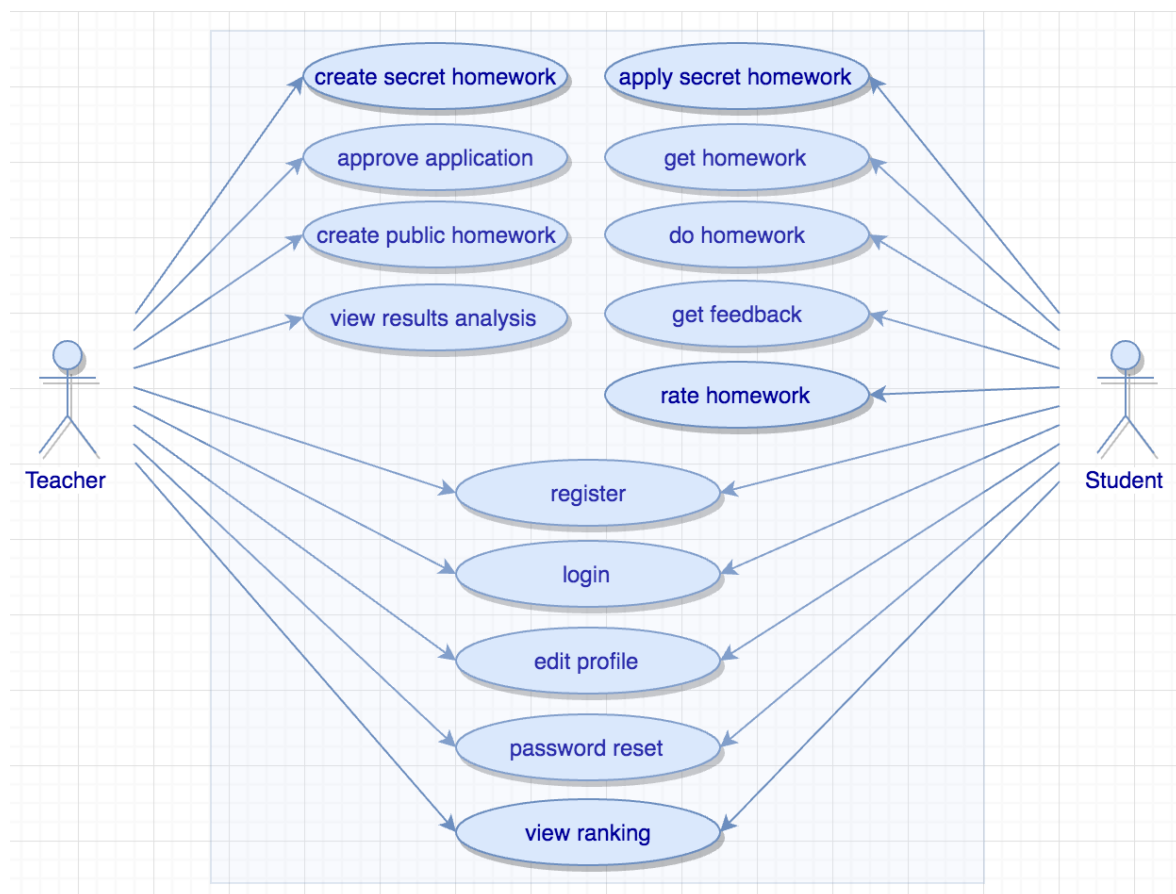 create secret homework
apply secret homework
approve application
get homework
create public homework
do homework
view results analysis
get feedback
rate homework
Teacher
Student
register
login
edit profile
password reset
view ranking